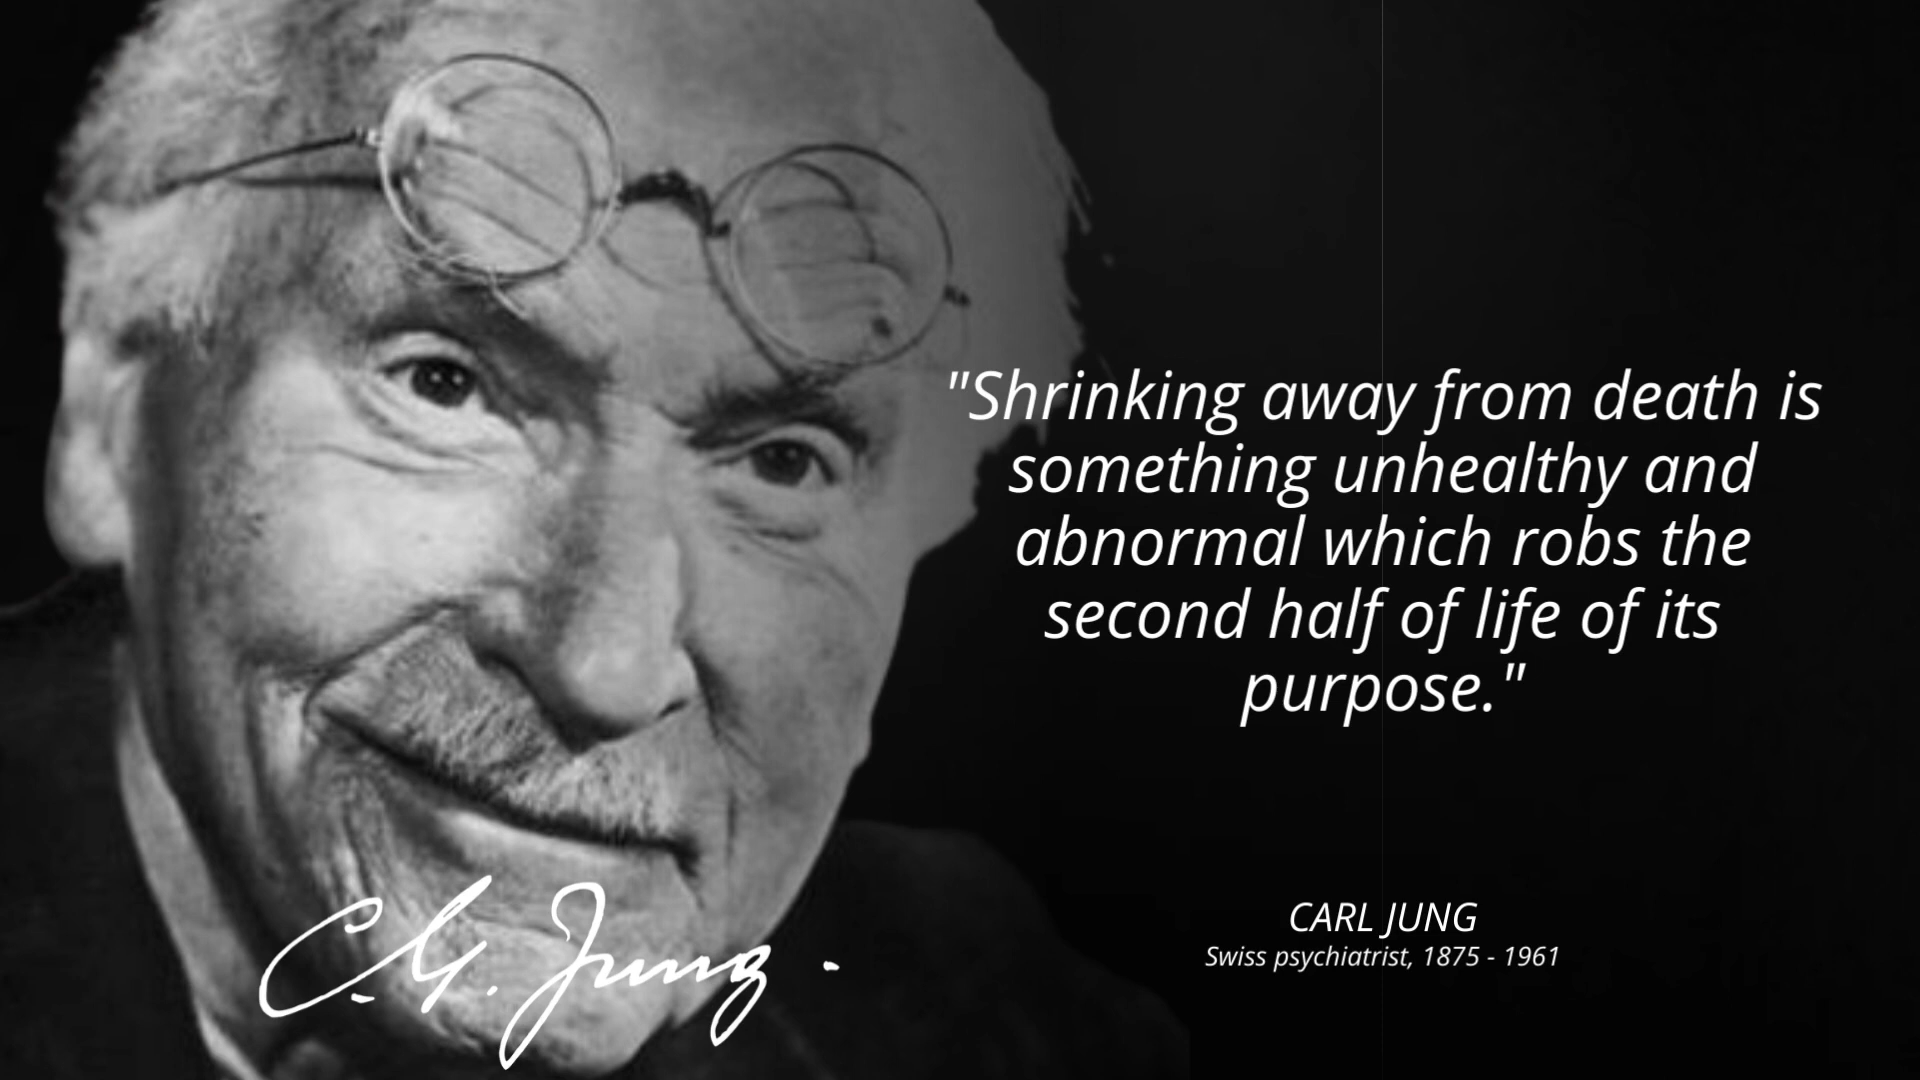 "Shrinking away from death is
something unhealthy and
abnormal which robs the
second half of life of its
purpose."
CARL JUNG
Swiss psychiatrist, 1875 - 1961
C. G. Jung.